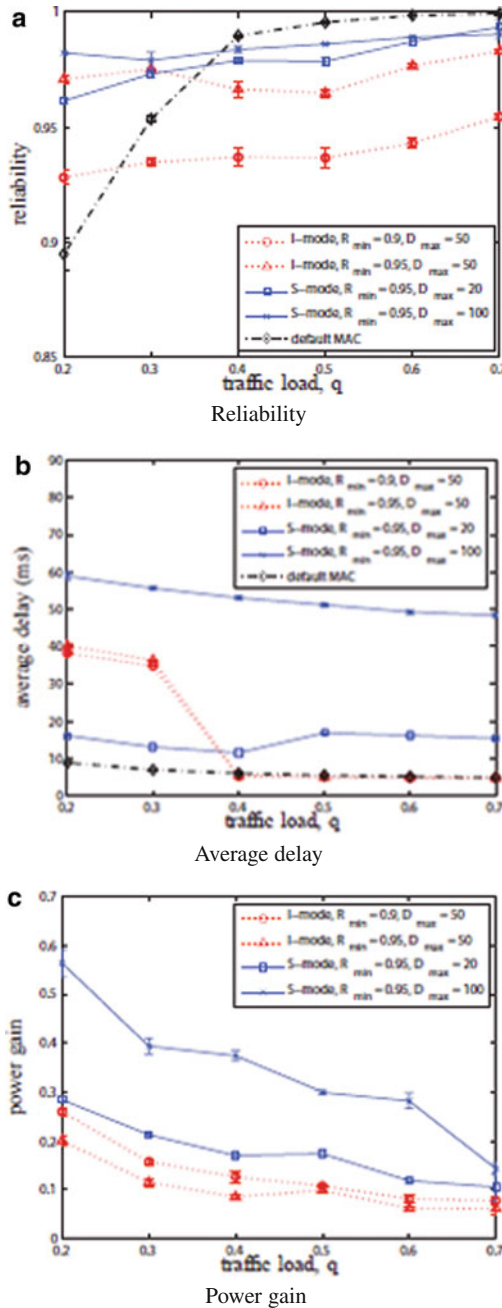 a
1
0.95
0.9
0.85
reliability
I-mode, R min = 0.9, D max = 50
I-mode, R min = 0.95, D max = 50
S-mode, R min = 0.95, D max = 20
S-mode, R min = 0.95, D max = 100
default MAC
0.2 0.3 0.4 0.5 0.6 0.7
traffic load, q
Reliability
b
90
80
70
60
50
40
30
20
10
0
average delay (ms)
I-mode, R min = 0.9, D max = 50
I-mode, R min = 0.95, D max = 50
S-mode, R min = 0.95, D max = 20
S-mode, R min = 0.95, D max = 100
default MAC
0.2 0.3 0.4 0.5 0.6 0.7
traffic load, q
Average delay
c
0.7
0.6
0.5
0.4
0.3
0.2
0.1
0
power gain
I-mode, R min = 0.9, D max = 50
I-mode, R min = 0.95, D max = 50
S-mode, R min = 0.95, D max = 20
S-mode, R min = 0.95, D max = 100
0.2 0.3 0.4 0.5 0.6 0.7
traffic load, q
Power gain